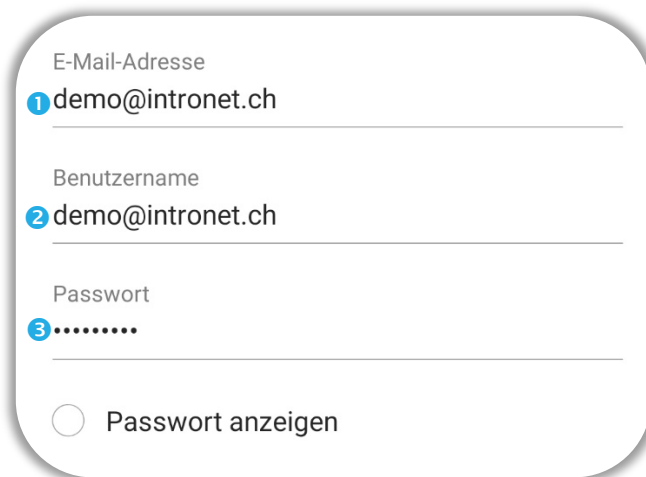 E-Mail-Adresse
1 demo@intronet.ch
Benutzername
2 demo@intronet.ch
Passwort
3 •••••••••
Passwort anzeigen